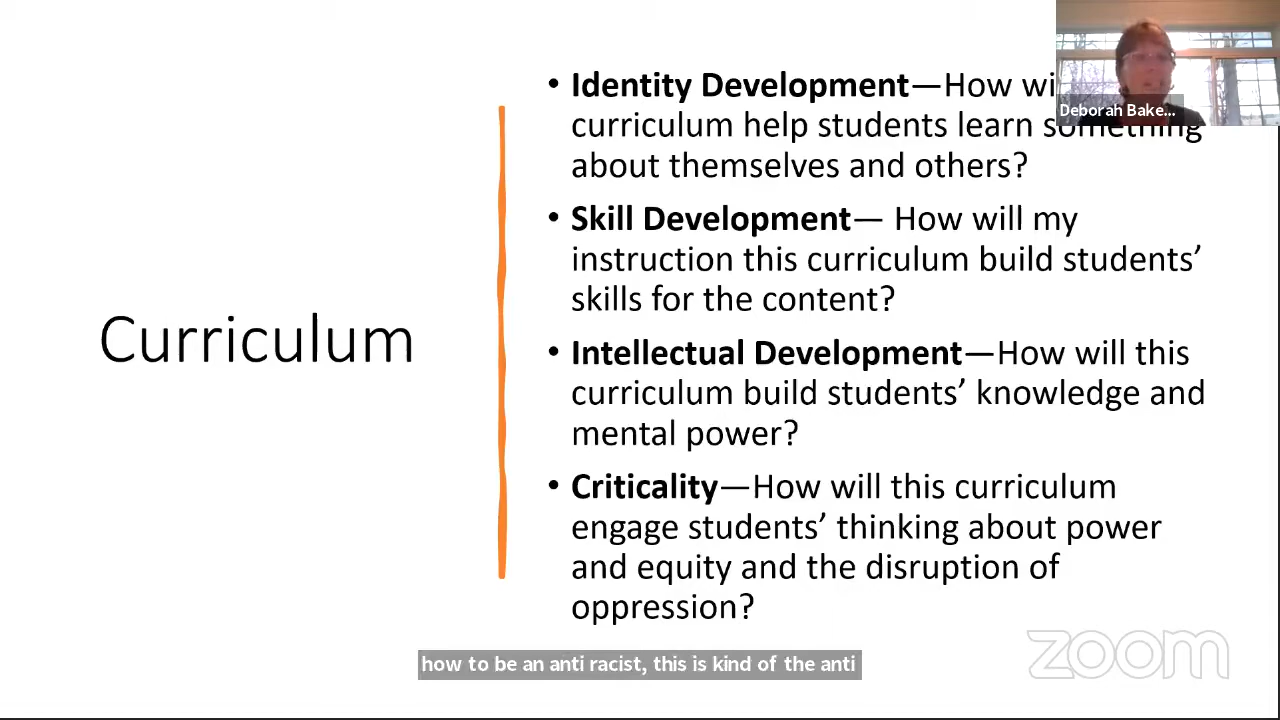 Curriculum
• Identity Development—How wi
curriculum help students learn something
about themselves and others?
• Skill Development— How will my
instruction this curriculum build students’
skills for the content?
• Intellectual Development—How will this
curriculum build students’ knowledge and
mental power?
• Criticality—How will this curriculum
engage students’ thinking about power
and equity and the disruption of
oppression?
Deborah Bake...
how to be an anti racist, this is kind of the anti
zoom